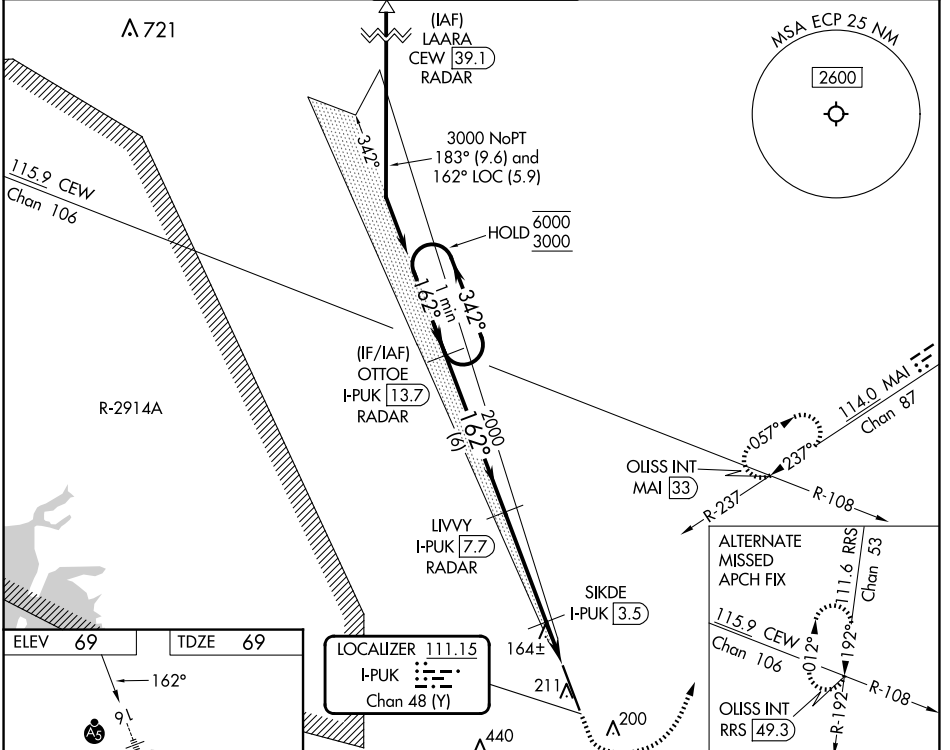 721
(IAF)
LAARA
CEW 39.1
RADAR
MSA ECP 25 NM
2600
342°
3000 NoPT
183° (9.6) and
162° LOC (5.9)
115.9 CEW
Chan 106
HOLD 6000
3000
1 min
162°
342°
(IF/IAF)
OTTOE
I-PUK 13.7
RADAR
R-2914A
2000
162°
(6)
114.0 MAI
Chan 87
057°
237°
OLISS INT
MAI 33
R-237
R-108
LIVVY
I-PUK 7.7
RADAR
SIKDE
I-PUK 3.5
164±
211
200
440
ALTERNATE
MISSED
APCH FIX
111.6 RRS
Chan 53
115.9 CEW
Chan 106
012°
192°
R-108
OLISS INT
RRS 49.3
R-192
ELEV 69
TDZE 69
162°
16
A5
LOCALIZER 111.15
I-PUK
Chan 48 (Y)